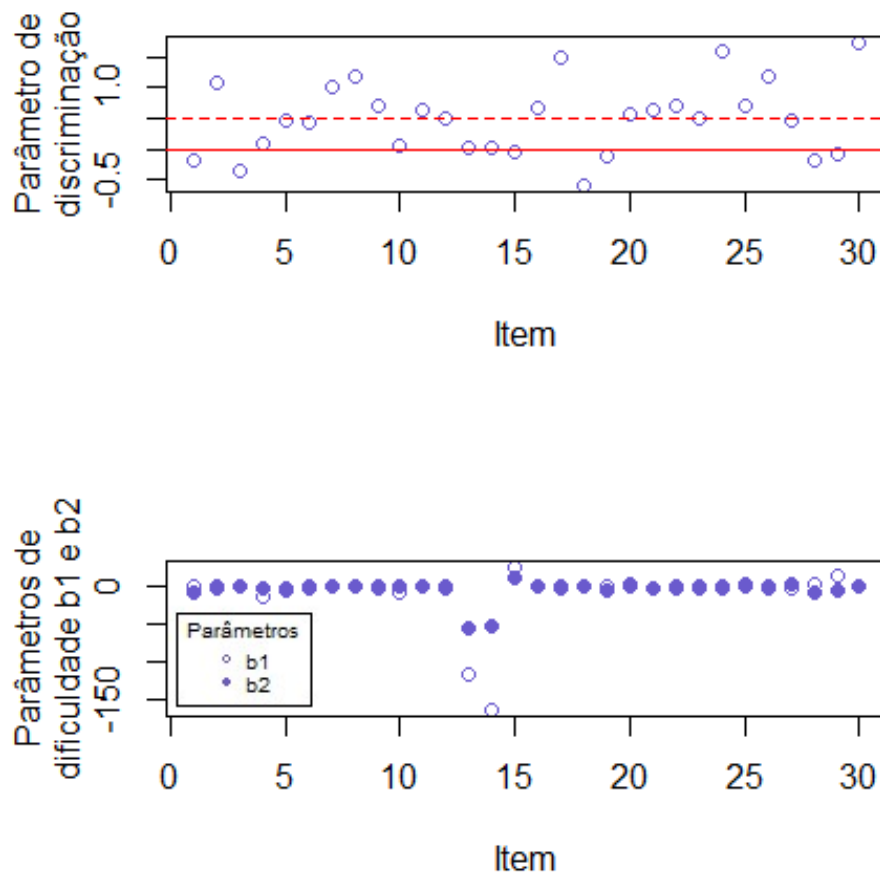 Parâmetro de
discriminação
1.0
-0.5
0 5 10 15 20 25 30
Item
Parâmetros de
dificuldade b1 e b2
0
-150
Parâmetros
b1
b2
0 5 10 15 20 25 30
Item